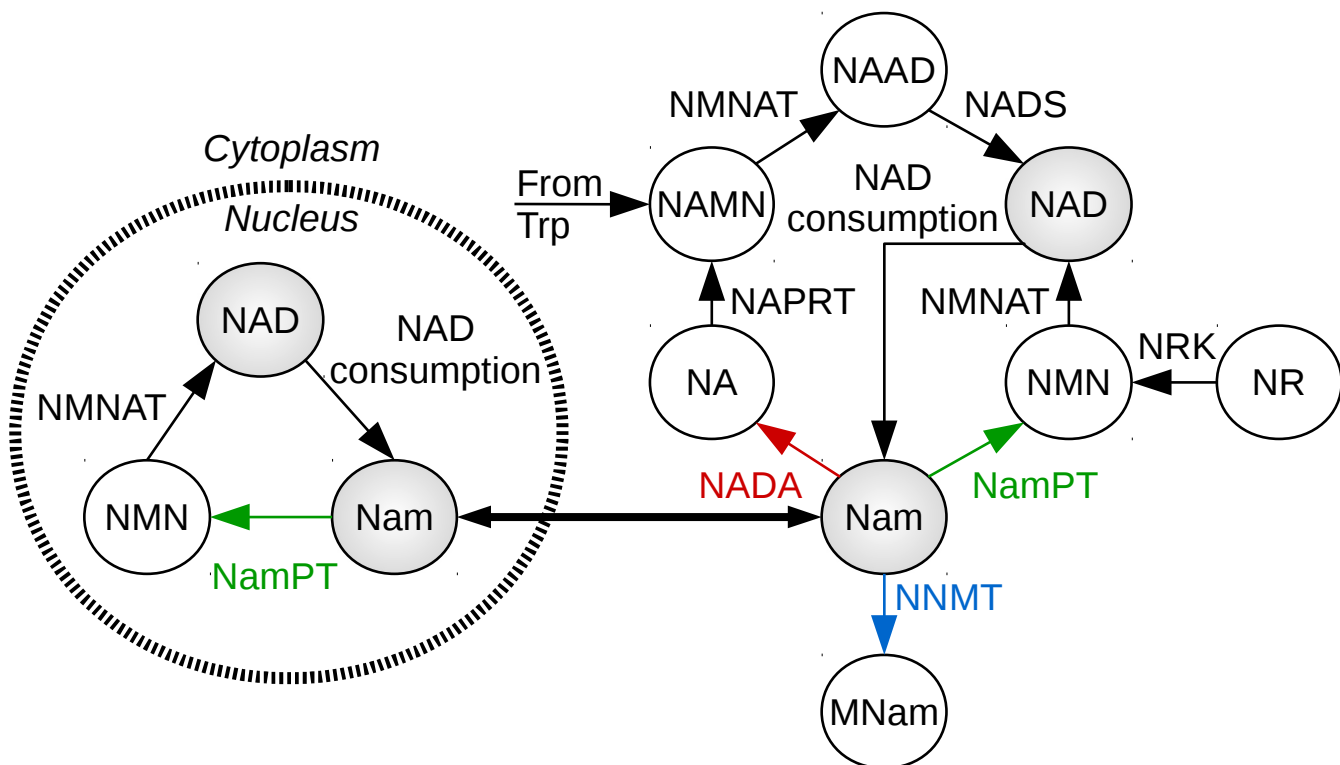 NAAD
NMNAT
NADS
Cytoplasm
From
Trp
NAMN
NAD
consumption
NAD
Nucleus
NAD
NAD
consumption
NAPRT
NMNAT
NRK
NA
NMN
NR
NMNAT
NADA
NamPT
NMN
Nam
Nam
NamPT
NNMT
MNam